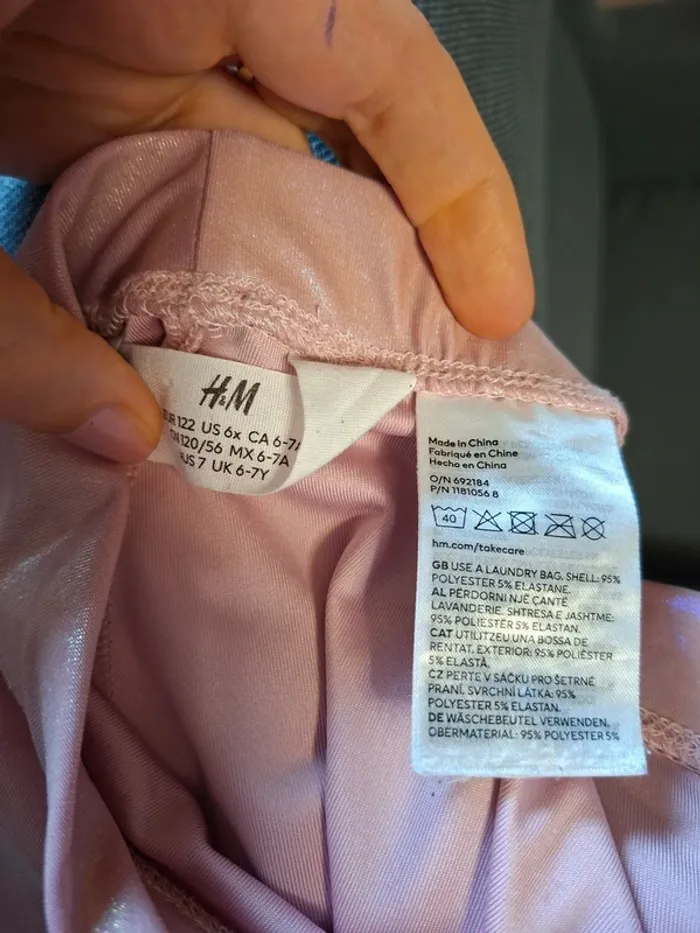 H&M
122 US 6x CA 6-7
120/56 MX 6-7A
7 UK 6-7Y
Made in China
Fabriqué en Chine
Hecho en China
O/N 692184
P/N 1181056 8
40
hm.com/takecare
GB USE A LAUNDRY BAG. SHELL: 95%
POLYESTER 5% ELASTANE.
AL PËRDORNI NJË ÇANTË
LAVANDERIE. SHTRESA E JASHTME:
95% POLIESTËR 5% ELASTAN.
CAT UTILITZEU UNA BOSSA DE
RENTAT. EXTERIOR: 95% POLIÈSTER
5% ELASTÀ.
CZ PERTE V SÁČKU PRO ŠETRNÉ
PRANÍ. SVRCHNÍ LÁTKA: 95%
POLYESTER 5% ELASTAN.
DE WÄSCHEBEUTEL VERWENDEN.
OBERMATERIAL: 95% POLYESTER 5%